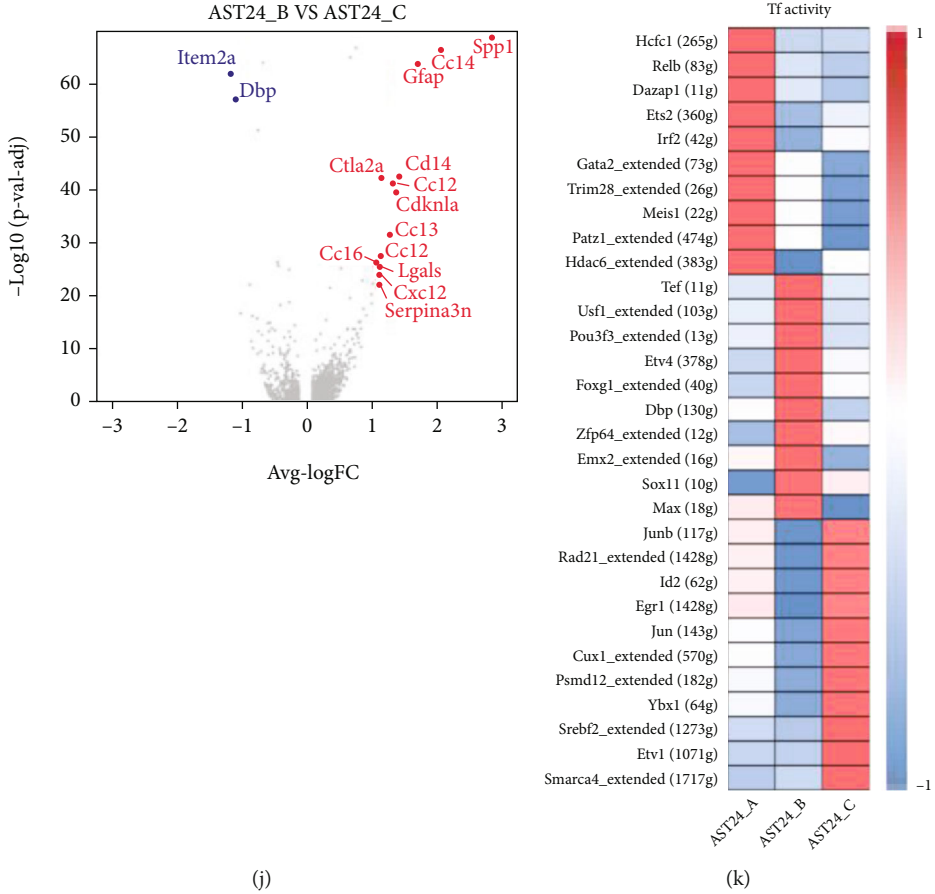 AST24_B VS AST24_C
Item2a
Dbp
Spp1
Cc14
Gfap
Ctla2a
Cd14
Cc12
Cdknla
Cc13
Cc16
Cc12
Lgals
Cxc12
Serpina3n
60
50
40
30
20
10
0
−Log10 (p-val-adj)
−3 −2 −1 0 1 2 3
Avg-logFC
(j)
Tf activity
Hcfc1 (265g)
Relb (83g)
Dazap1 (11g)
Ets2 (360g)
Irf2 (42g)
Gata2_extended (73g)
Trim28_extended (26g)
Meis1 (22g)
Patz1_extended (474g)
Hdac6_extended (383g)
Tef (11g)
Usf1_extended (103g)
Pou3f3_extended (13g)
Etv4 (378g)
Foxg1_extended (40g)
Dbp (130g)
Zfp64_extended (12g)
Emx2_extended (16g)
Sox11 (10g)
Max (18g)
Junb (117g)
Rad21_extended (1428g)
Id2 (62g)
Egr1 (1428g)
Jun (143g)
Cux1_extended (570g)
Psmd12_extended (182g)
Ybx1 (64g)
Srebf2_extended (1273g)
Etv1 (1071g)
Smarca4_extended (1717g)
AST24_A
AST24_B
AST24_C
1
−1
(k)